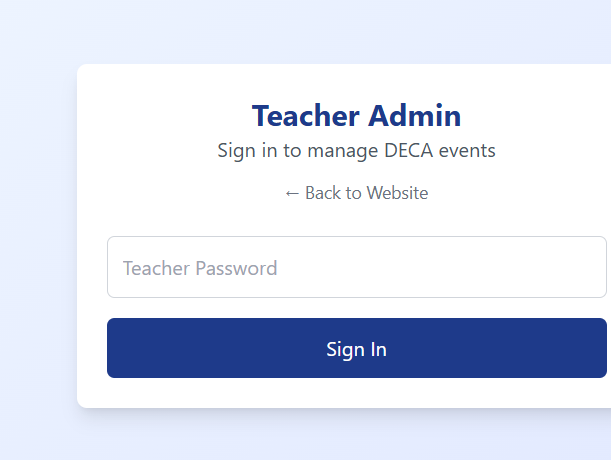 Teacher Admin
Sign in to manage DECA events
← Back to Website
Teacher Password
Sign In